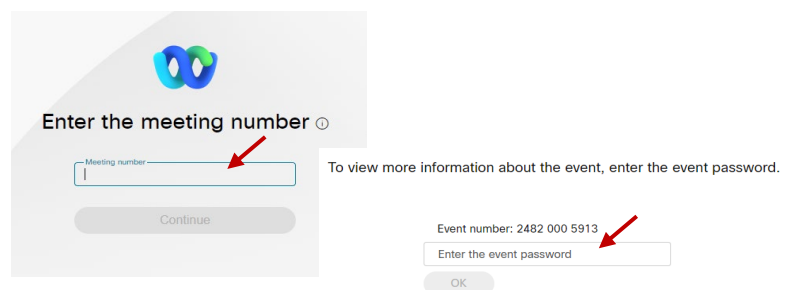 Enter the meeting number
Meeting number
Continue
To view more information about the event, enter the event password.
Event number: 2482 000 5913
Enter the event password
OK